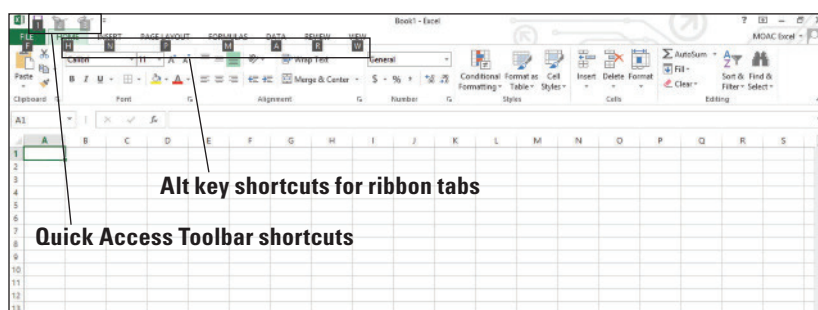 Book1 - Excel
FILE HOME INSERT PAGE LAYOUT FORMULAS DATA REVIEW VIEW MOAC Excel
F H N P M A R W
Calibri 11 Wrap Text General AutoSum
Paste B I U Merge & Center $ % Conditional Format as Cell Insert Delete Format Fill Sort & Find &
Formatting Table Styles Clear Filter Select
Clipboard Font Alignment Number Styles Cells Editing
A1 fx
A B C D E F G H I J K L M N O P Q R S
1
2
3
4
Alt key shortcuts for ribbon tabs
5
6
7
Quick Access Toolbar shortcuts
8
9
10
11
12
13